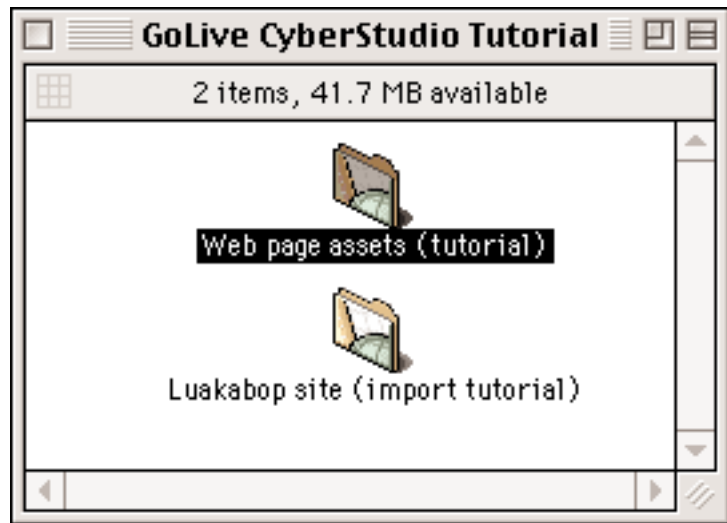 GoLive CyberStudio Tutorial
2 items, 41.7 MB available
Web page assets (tutorial)
Luakabop site (import tutorial)